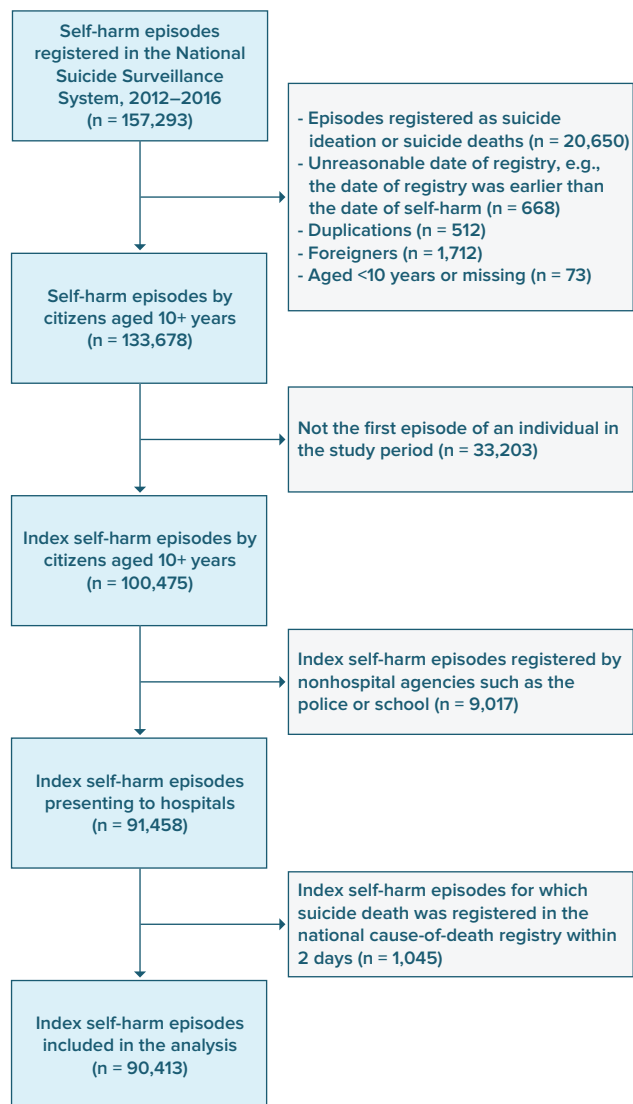 Self-harm episodes
registered in the National
Suicide Surveillance
System, 2012–2016
(n = 157,293)
- Episodes registered as suicide
ideation or suicide deaths (n = 20,650)
- Unreasonable date of registry, e.g.,
the date of registry was earlier than
the date of self-harm (n = 668)
- Duplications (n = 512)
- Foreigners (n = 1,712)
- Aged <10 years or missing (n = 73)
Self-harm episodes by
citizens aged 10+ years
(n = 133,678)
Not the first episode of an individual in
the study period (n = 33,203)
Index self-harm episodes by
citizens aged 10+ years
(n = 100,475)
Index self-harm episodes registered by
nonhospital agencies such as the
police or school (n = 9,017)
Index self-harm episodes
presenting to hospitals
(n = 91,458)
Index self-harm episodes for which
suicide death was registered in the
national cause-of-death registry within
2 days (n = 1,045)
Index self-harm episodes
included in the analysis
(n = 90,413)